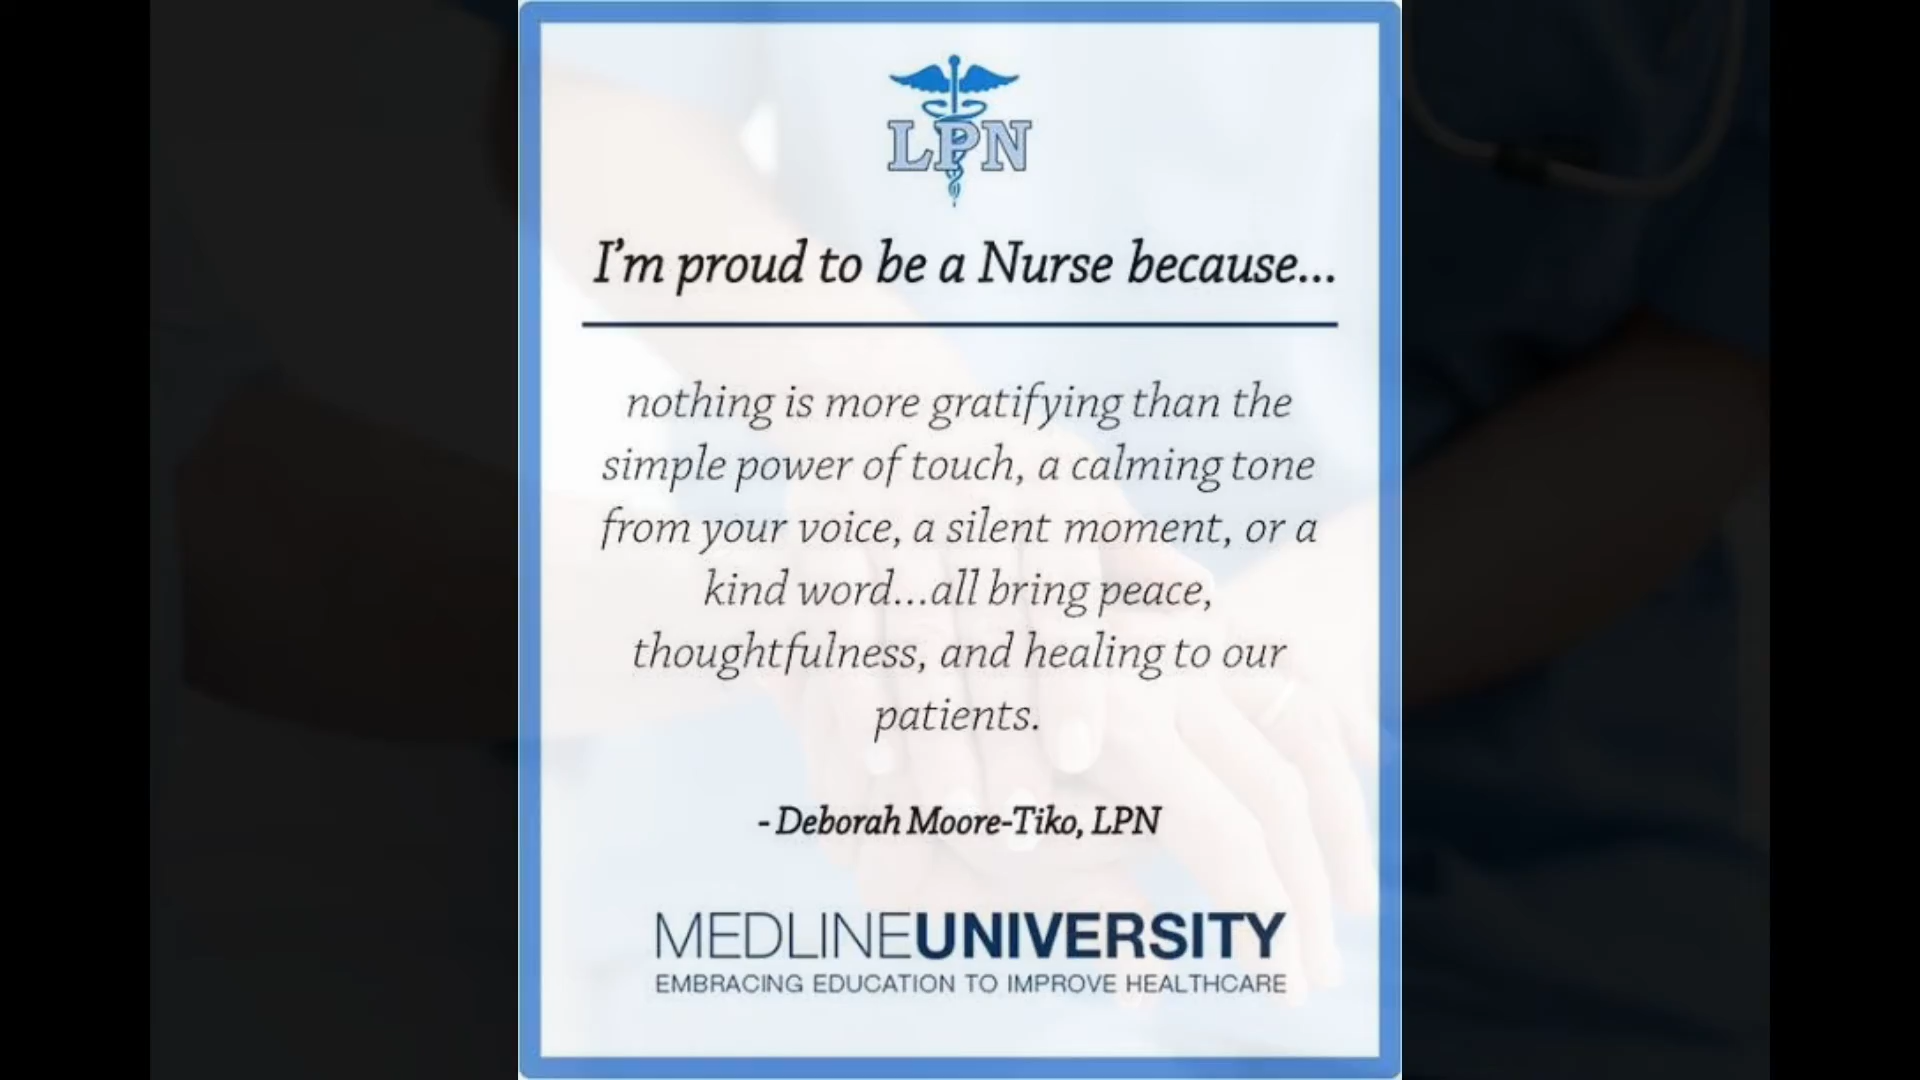 LPN
I'm proud to be a Nurse because...
nothing is more gratifying than the
simple power of touch, a calming tone
from your voice, a silent moment, or a
kind word...all bring peace,
thoughtfulness, and healing to our
patients.
- Deborah Moore-Tiko, LPN
MEDLINEUNIVERSITY
EMBRACING EDUCATION TO IMPROVE HEALTHCARE